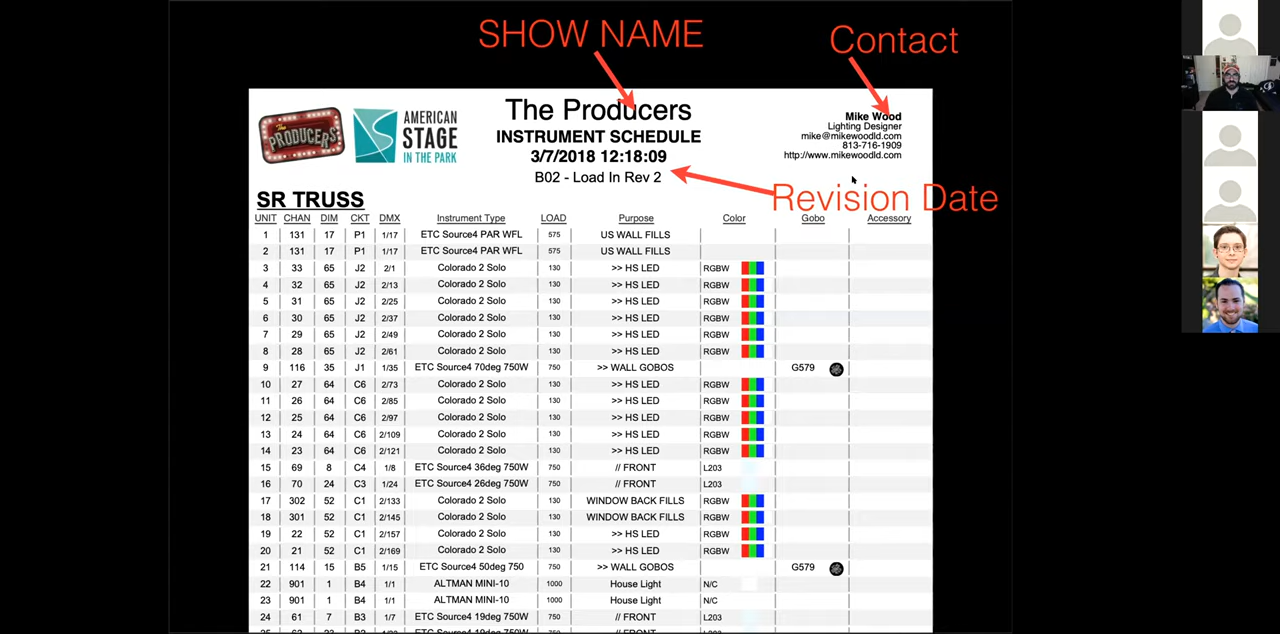 SHOW NAME
Contact
THE PRODUCERS
AMERICAN
STAGE
IN THE PARK
The Producers
INSTRUMENT SCHEDULE
3/7/2018 12:18:09
B02 - Load In Rev 2
Mike Wood
Lighting Designer
mike@mikewoodld.com
813-716-1909
http://www.mikewoodld.com
Revision Date
SR TRUSS
UNIT CHAN DIM CKT DMX Instrument Type LOAD Purpose Color Gobo Accessory
1 131 17 P1 1/17 ETC Source4 PAR WFL 575 US WALL FILLS
2 131 17 P1 1/17 ETC Source4 PAR WFL 575 US WALL FILLS
3 33 65 J2 2/1 Colorado 2 Solo 130 >> HS LED RGBW
4 32 65 J2 2/13 Colorado 2 Solo 130 >> HS LED RGBW
5 31 65 J2 2/25 Colorado 2 Solo 130 >> HS LED RGBW
6 30 65 J2 2/37 Colorado 2 Solo 130 >> HS LED RGBW
7 29 65 J2 2/49 Colorado 2 Solo 130 >> HS LED RGBW
8 28 65 J2 2/61 Colorado 2 Solo 130 >> HS LED RGBW
9 116 35 J1 1/35 ETC Source4 70deg 750W 750 >> WALL GOBOS G579
10 27 64 C6 2/73 Colorado 2 Solo 130 >> HS LED RGBW
11 26 64 C6 2/85 Colorado 2 Solo 130 >> HS LED RGBW
12 25 64 C6 2/97 Colorado 2 Solo 130 >> HS LED RGBW
13 24 64 C6 2/109 Colorado 2 Solo 130 >> HS LED RGBW
14 23 64 C6 2/121 Colorado 2 Solo 130 >> HS LED RGBW
15 69 8 C4 1/8 ETC Source4 36deg 750W 750 // FRONT L203
16 70 24 C3 1/24 ETC Source4 26deg 750W 750 // FRONT L203
17 302 52 C1 2/133 Colorado 2 Solo 130 WINDOW BACK FILLS RGBW
18 301 52 C1 2/145 Colorado 2 Solo 130 WINDOW BACK FILLS RGBW
19 22 52 C1 2/157 Colorado 2 Solo 130 >> HS LED RGBW
20 21 52 C1 2/169 Colorado 2 Solo 130 >> HS LED RGBW
21 114 15 B5 1/15 ETC Source4 50deg 750 750 >> WALL GOBOS G579
22 901 1 B4 1/1 ALTMAN MINI-10 1000 House Light N/C
23 901 1 B4 1/1 ALTMAN MINI-10 1000 House Light N/C
24 61 7 B3 1/7 ETC Source4 19deg 750W 750 // FRONT L203